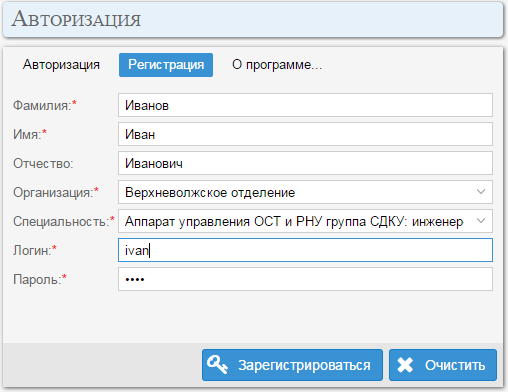 Авторизация
Авторизация Регистрация О программе...
Фамилия:* Иванов
Имя:* Иван
Отчество: Иванович
Организация:* Верхневолжское отделение
Специальность:* Аппарат управления ОСТ и РНУ группа СДКУ: инженер
Логин:* ivan
Пароль:* ••••
Зарегистрироваться Очистить